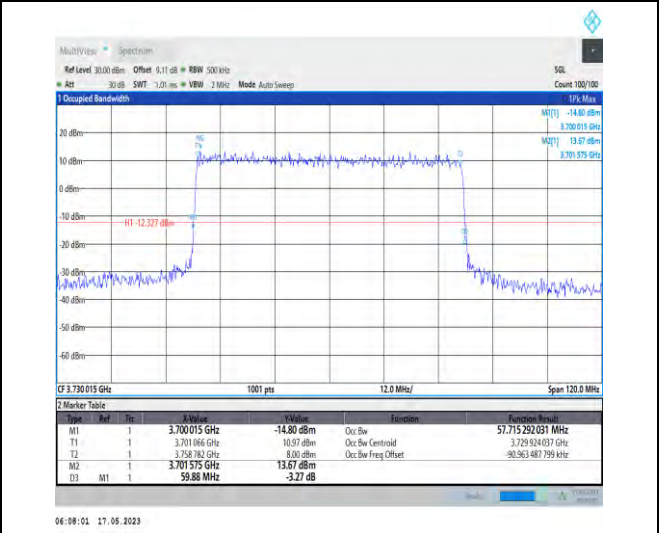 MultiView Spectrum
Ref Level 30.00 dBm Offset 9.11 dB RBW 500 kHz SGL
Att 30 dB SWT 1.01 ms VBW 2 MHz Mode Auto Sweep Count 100/100
1 Occupied Bandwidth 1Pk Max
M1[1] -14.80 dBm
3.700 015 GHz
M2[1] 13.67 dBm
3.701 575 GHz
20 dBm
10 dBm
0 dBm
-10 dBm
H1 -12.327 dBm
-20 dBm
-30 dBm
-40 dBm
-50 dBm
-60 dBm
CF 3.730 015 GHz 1001 pts 12.0 MHz/ Span 120.0 MHz
2 Marker Table
Type Ref Trc X-Value Y-Value Function Function Result
M1 1 3.700 015 GHz -14.80 dBm Occ Bw 57.715 292 031 MHz
T1 1 3.701 066 GHz 10.97 dBm Occ Bw Centroid 3.729 924 037 GHz
T2 1 3.758 782 GHz 8.00 dBm Occ Bw Freq Offset -90.963 487 799 kHz
M2 1 3.701 575 GHz 13.67 dBm
D3 M1 1 59.88 MHz -3.27 dB
06:08:01 17.05.2023